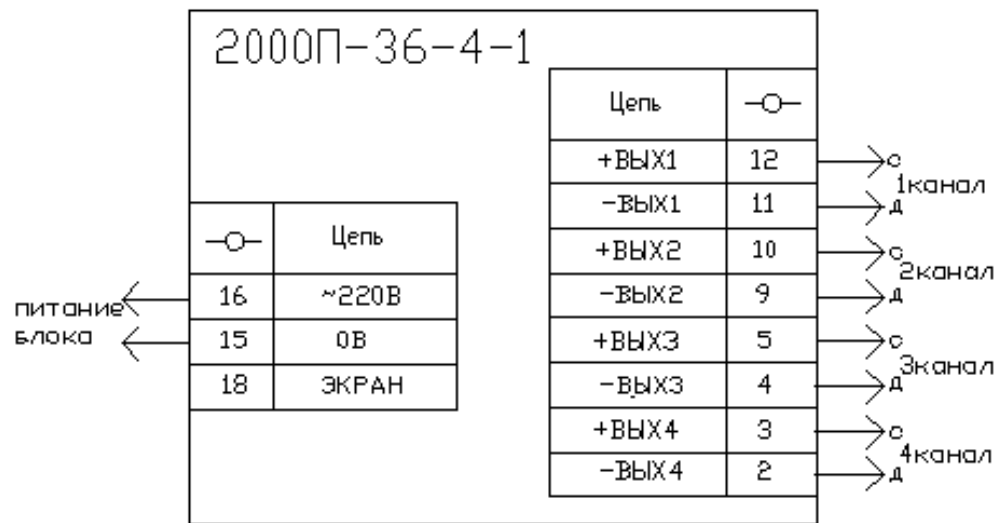 2000П-36-4-1
Цепь
+ВЫХ1 12 с
1канал
-ВЫХ1 11 д
+ВЫХ2 10 с
2канал
-ВЫХ2 9 д
+ВЫХ3 5 с
3канал
-ВЫХ3 4 д
+ВЫХ4 3 с
4канал
-ВЫХ4 2 д
Цепь
16 ~220В
15 0В
18 ЭКРАН
питание
блока